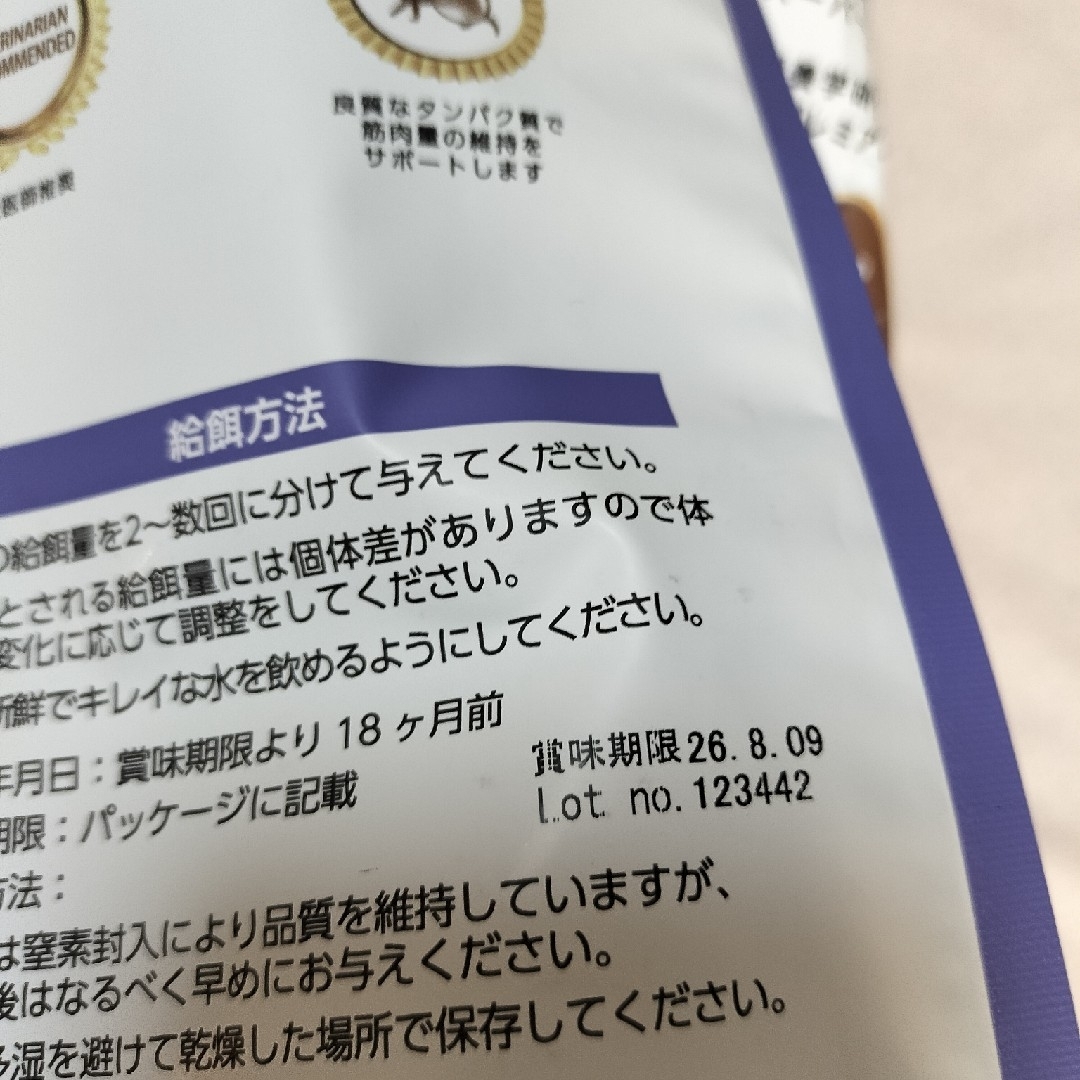 RINARIAN
OMMENDED
医師推薦
良質なタンパク質で
筋肉量の維持を
サポートします
給餌方法
の給餌量を2～数回に分けて与えてください。
とされる給餌量には個体差がありますので体
変化に応じて調整をしてください。
新鮮でキレイな水を飲めるようにしてください。
年月日：賞味期限より18ヶ月前
期限：パッケージに記載
賞味期限26.8.09
Lot no.123442
方法：
は窒素封入により品質を維持していますが、
後はなるべく早めにお与えください。
多湿を避けて乾燥した場所で保存してください。